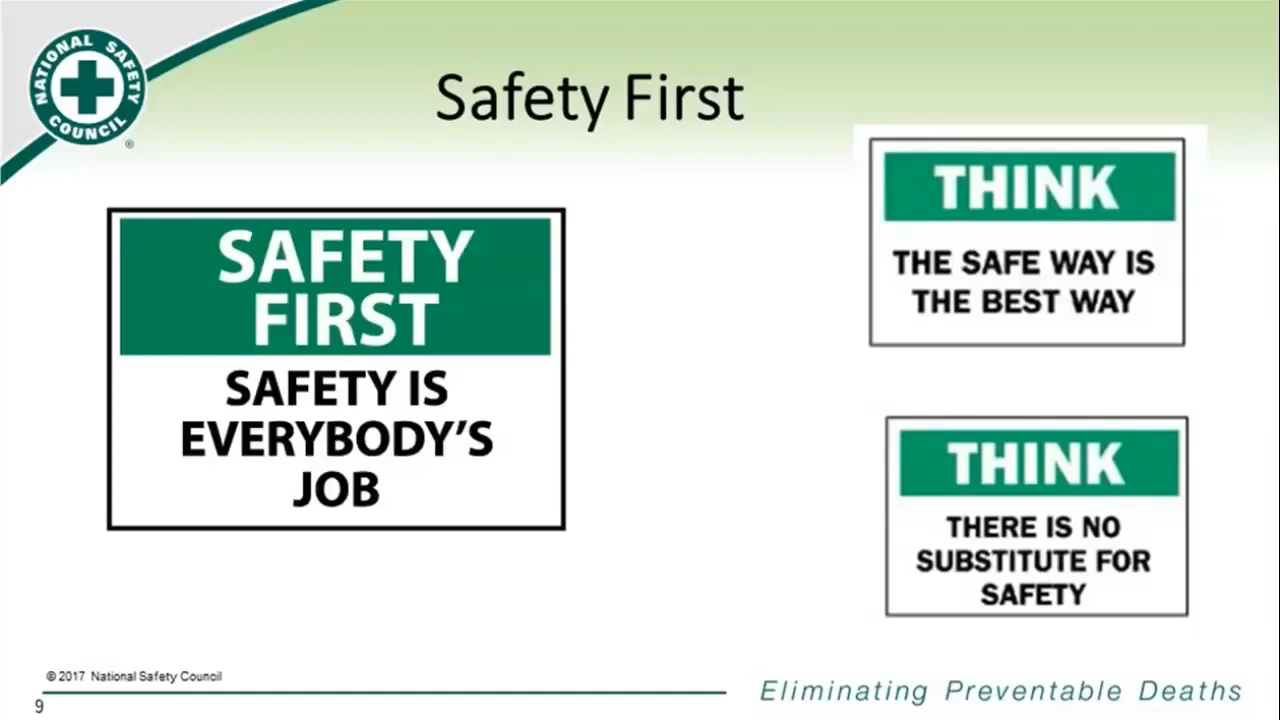 NATIONAL SAFETY COUNCIL
®
Safety First
SAFETY
FIRST
SAFETY IS
EVERYBODY’S
JOB
THINK
THE SAFE WAY IS
THE BEST WAY
THINK
THERE IS NO
SUBSTITUTE FOR
SAFETY
© 2017 National Safety Council
9
Eliminating Preventable Deaths